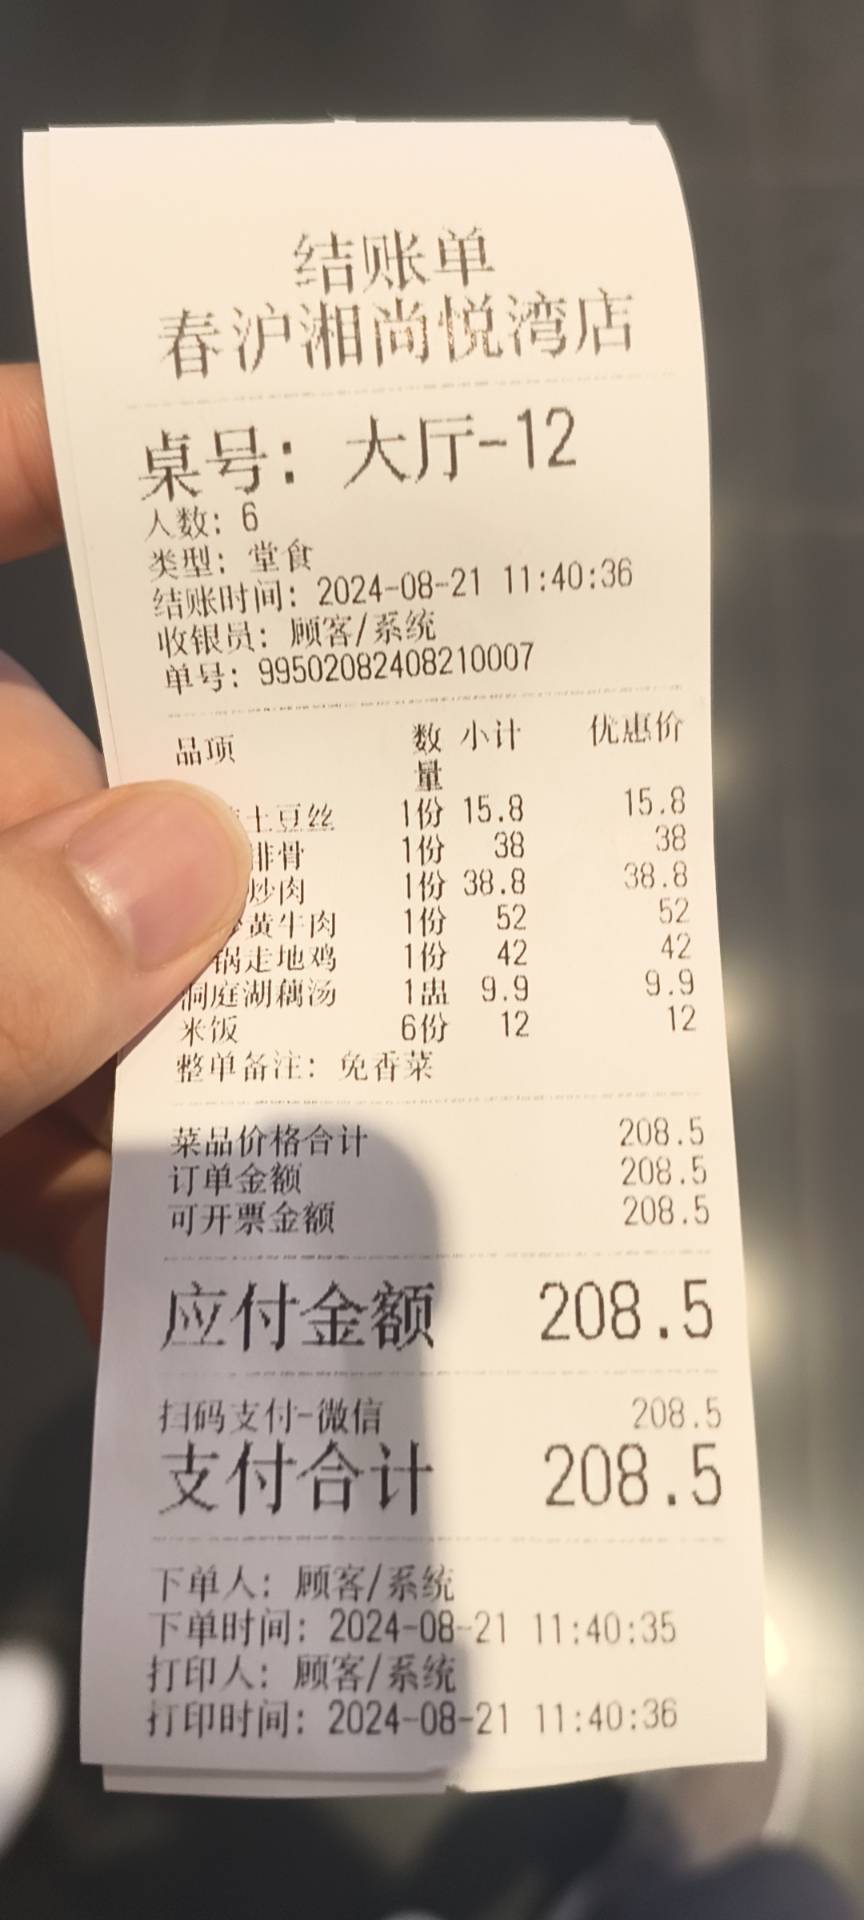 结账单
春沪湘尚悦湾店
桌号：大厅-12
人数：6
类型：堂食
结账时间：2024-08-21 11:40:36
收银员：顾客/系统
单号：99502082408210007
品项 数量 小计 优惠价
土豆丝 1份 15.8 15.8
排骨 1份 38 38
炒肉 1份 38.8 38.8
黄牛肉 1份 52 52
锅走地鸡 1份 42 42
洞庭湖藕汤 1盅 9.9 9.9
米饭 6份 12 12
整单备注：免香菜
菜品价格合计 208.5
订单金额 208.5
可开票金额 208.5
应付金额 208.5
扫码支付-微信 208.5
支付合计 208.5
下单人：顾客/系统
下单时间：2024-08-21 11:40:35
打印人：顾客/系统
打印时间：2024-08-21 11:40:36